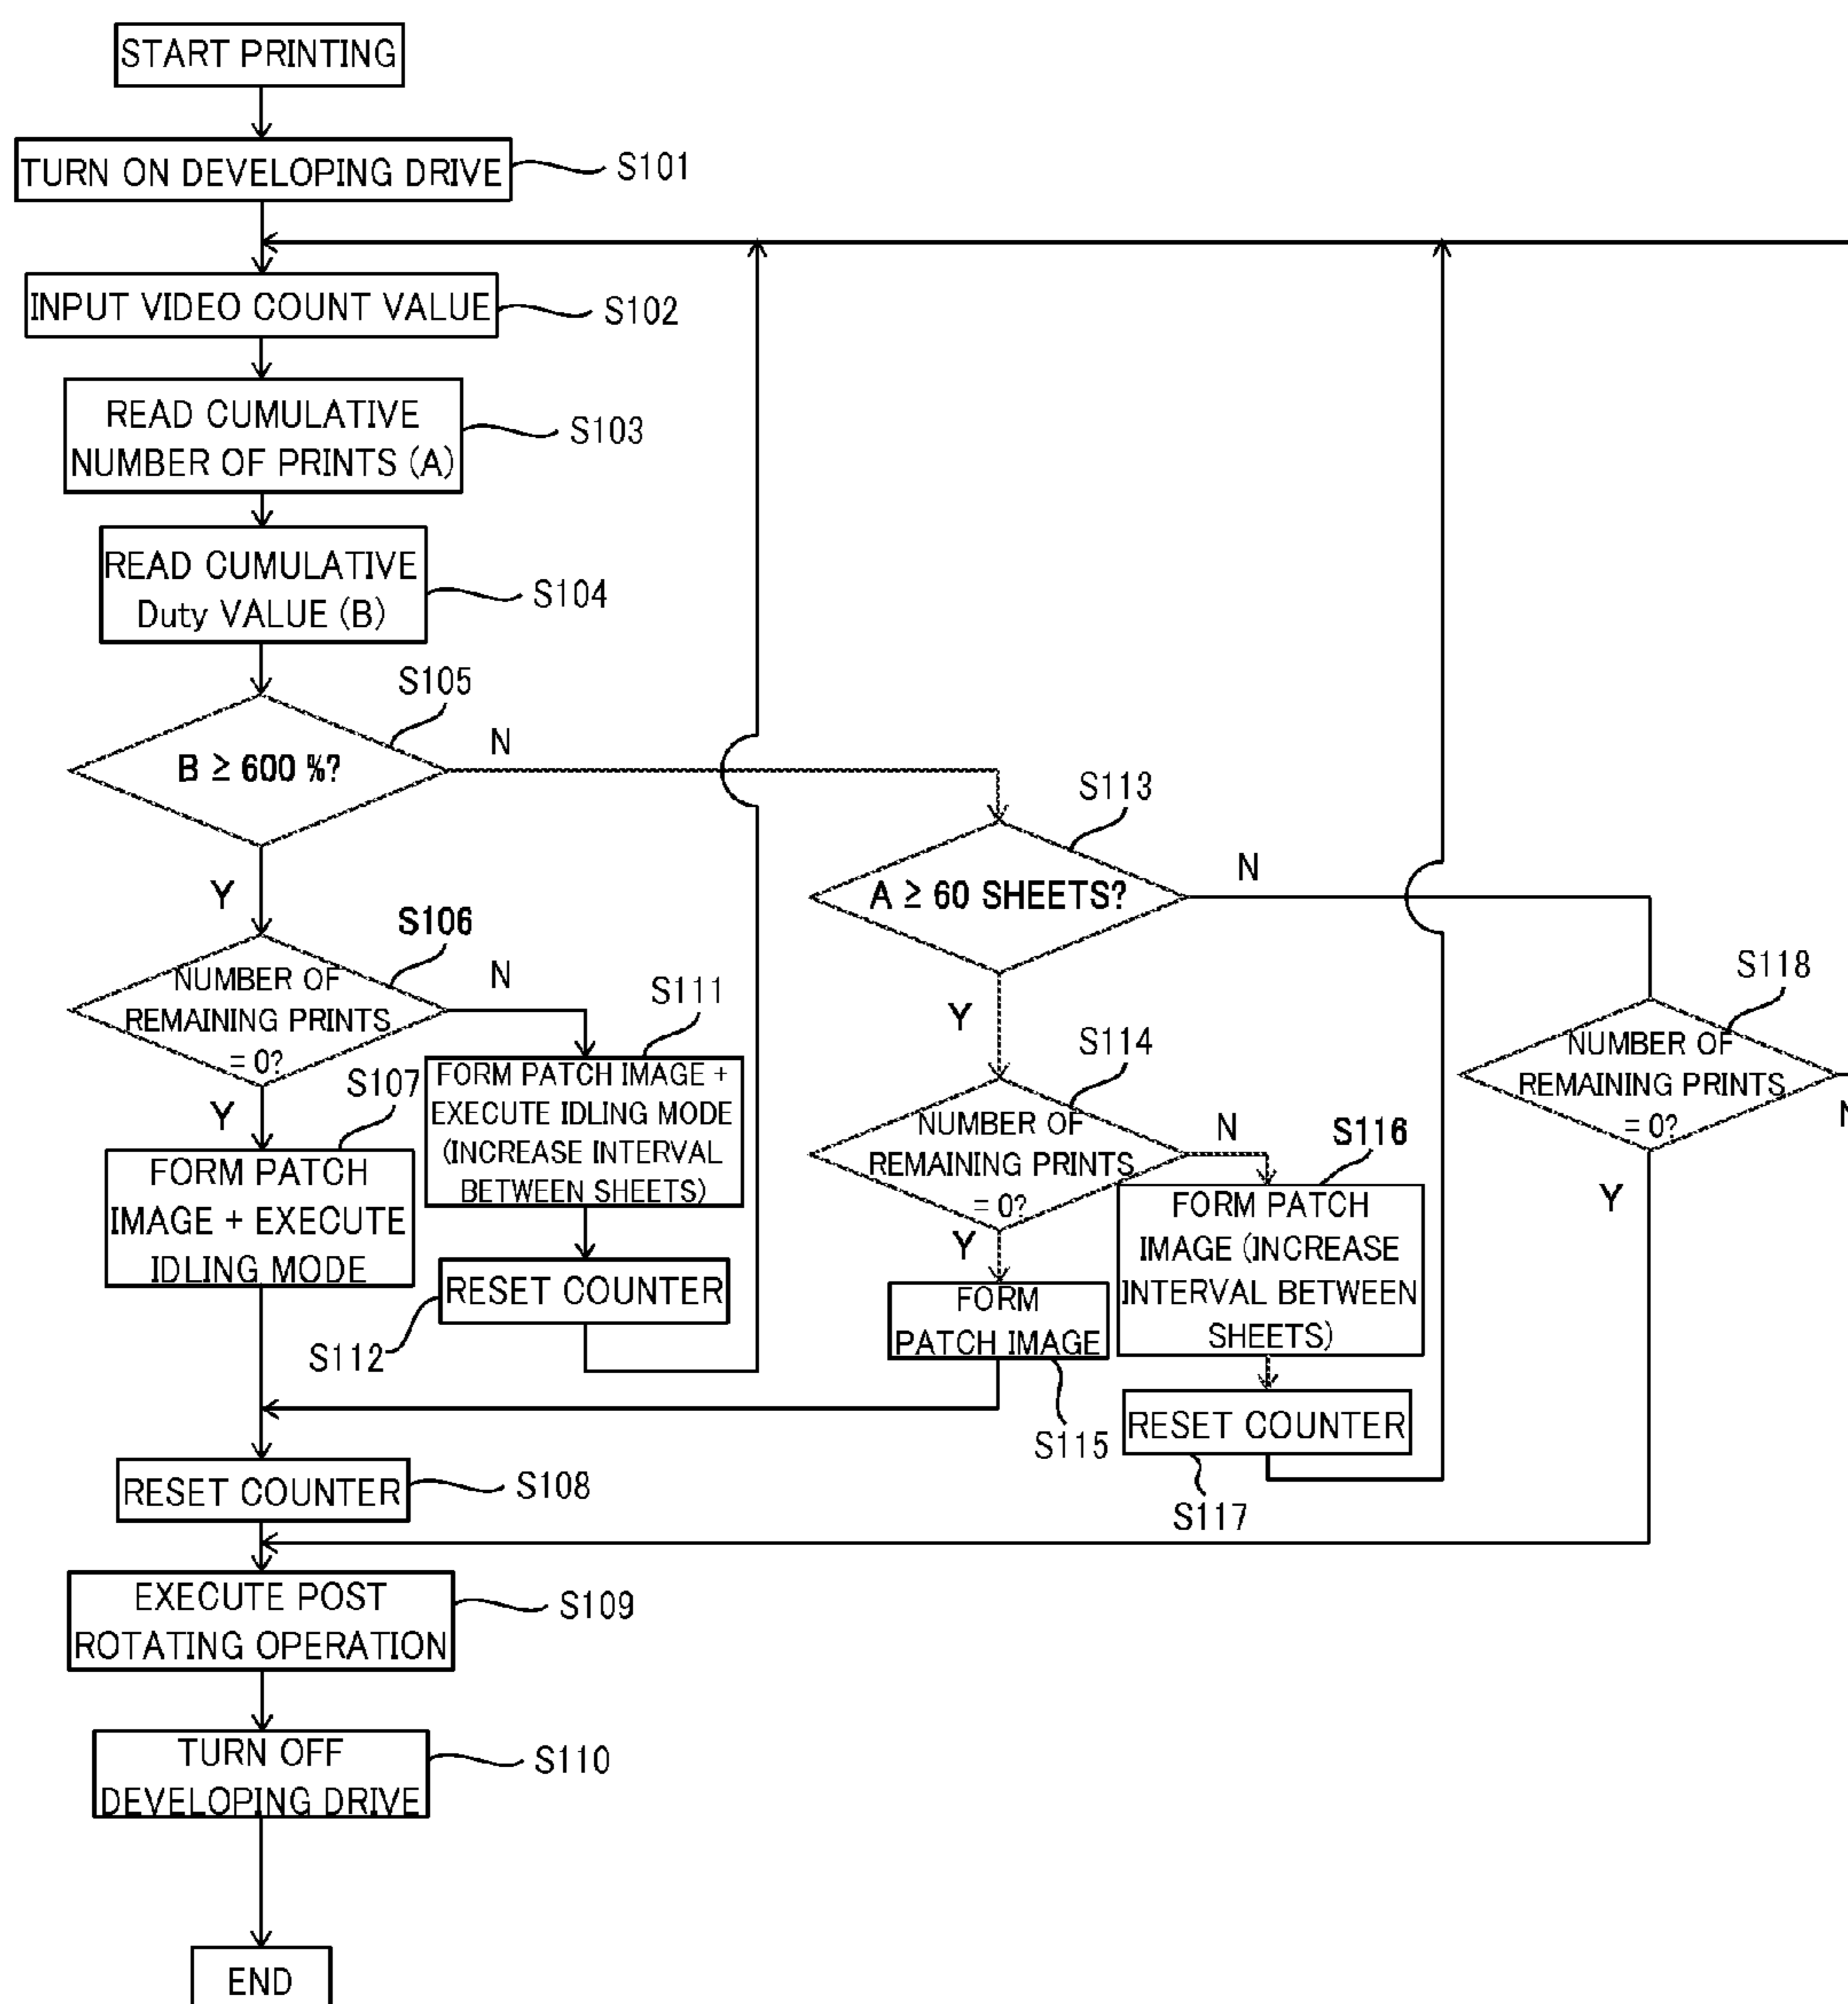 START PRINTING
TURN ON DEVELOPING DRIVE
S101
INPUT VIDEO COUNT VALUE
S102
READ CUMULATIVE
NUMBER OF PRINTS (A)
S103
READ CUMULATIVE
Duty VALUE (B)
S104
S105
B ≥ 600 %?
N
Y
S106
NUMBER OF
REMAINING PRINTS
= 0?
N
Y
S107
FORM PATCH
IMAGE + EXECUTE
IDLING MODE
S111
FORM PATCH IMAGE +
EXECUTE IDLING MODE
(INCREASE INTERVAL
BETWEEN SHEETS)
RESET COUNTER
S112
S113
A ≥ 60 SHEETS?
N
Y
S114
NUMBER OF
REMAINING PRINTS
= 0?
N
Y
FORM
PATCH IMAGE
S115
S116
FORM PATCH
IMAGE (INCREASE
INTERVAL BETWEEN
SHEETS)
RESET COUNTER
S117
S118
NUMBER OF
REMAINING PRINTS
= 0?
N
Y
RESET COUNTER
S108
EXECUTE POST
ROTATING OPERATION
S109
TURN OFF
DEVELOPING DRIVE
S110
END